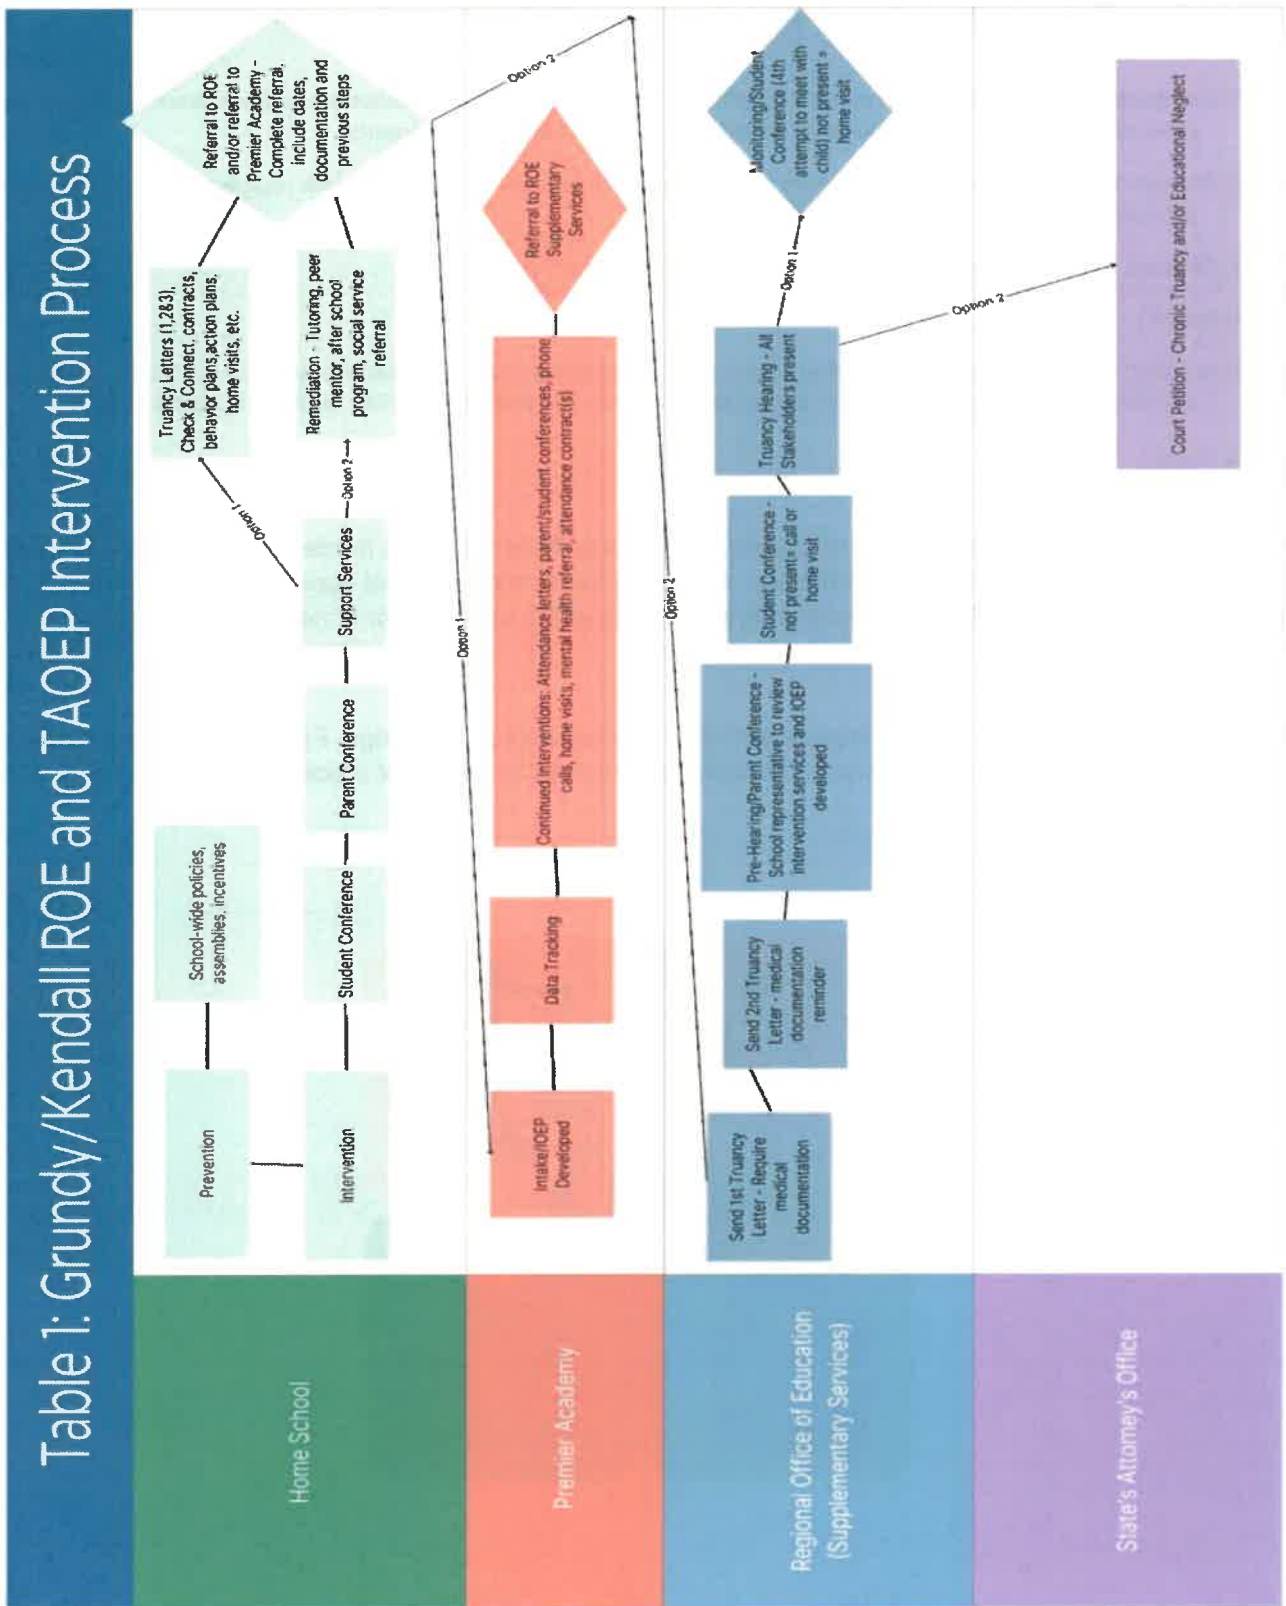 Table 1: Grundy/Kendall ROE and TAOEP Intervention Process
Home School
Prevention
School-wide policies,
assemblies, incentives
Intervention
Student Conference
Parent Conference
Support Services
Option 1
Truancy Letters (1,2&3),
Check & Connect, contracts,
behavior plans,action plans,
home visits, etc.
Option 2
Remediation - Tutoring, peer
mentor, after school
program, social service
referral
Referral to ROE
and/or referral to
Premier Academy -
Complete referral,
include dates,
documentation and
previous steps
Option 1
Option 2
Premier Academy
Intake/IOEP
Developed
Data Tracking
Continued Interventions: Attendance letters, parent/student conferences, phone
calls, home visits, mental health referral, attendance contract(s)
Referral to ROE
Supplementary
Services
Option 2
Regional Office of Education
(Supplementary Services)
Send 1st Truancy
Letter - Require
medical
documentation
Send 2nd Truancy
Letter - medical
documentation
reminder
Pre-Hearing/Parent Conference -
School representative to review
intervention services and IOEP
developed
Student Conference -
not present = call or
home visit
Truancy Hearing - All
Stakeholders present
Option 1
Monitoring/Student
Conference (4th
attempt to meet with
child) not present =
home visit
Option 2
State's Attorney's Office
Court Petition - Chronic Truancy and/or Educational Neglect